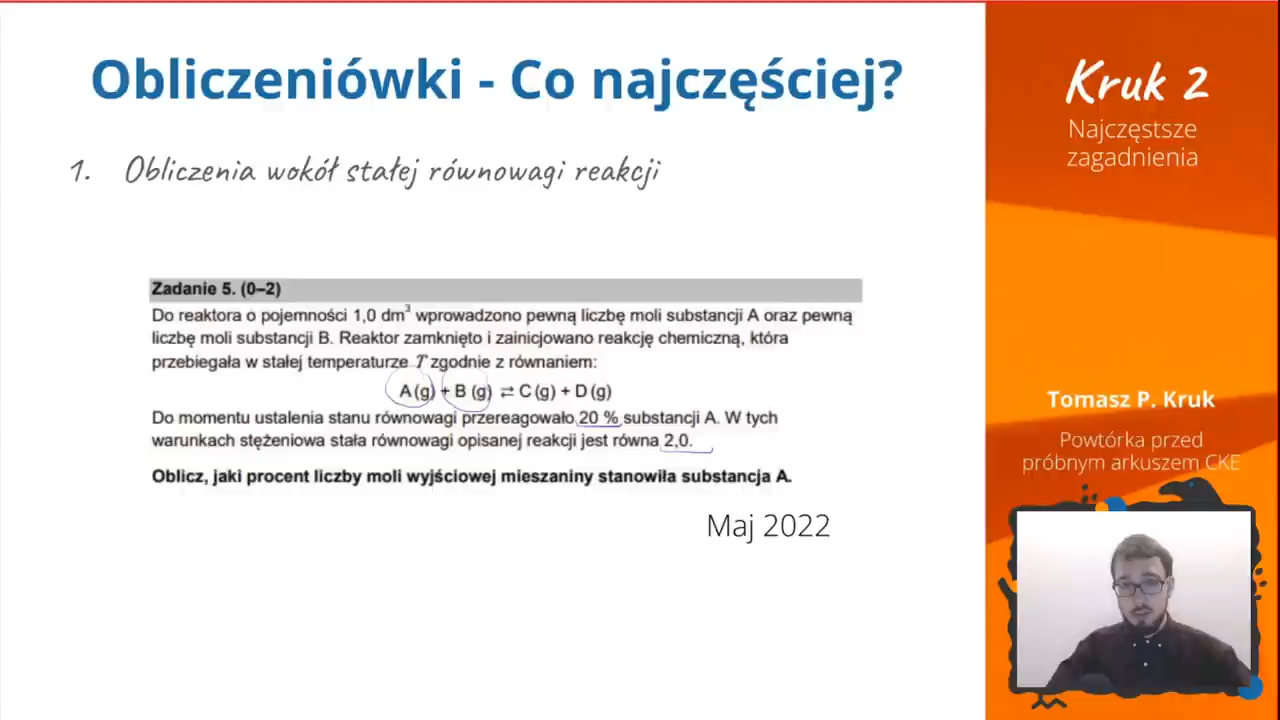 Obliczeniówki - Co najczęściej?
1. Obliczenia wokół stałej równowagi reakcji
Zadanie 5. (0–2)
Do reaktora o pojemności 1,0 dm³ wprowadzono pewną liczbę moli substancji A oraz pewną
liczbę moli substancji B. Reaktor zamknięto i zainicjowano reakcję chemiczną, która
przebiegała w stałej temperaturze T zgodnie z równaniem:
A (g) + B (g) ⇄ C (g) + D (g)
Do momentu ustalenia stanu równowagi przereagowało 20 % substancji A. W tych
warunkach stężeniowa stała równowagi opisanej reakcji jest równa 2,0.
Oblicz, jaki procent liczby moli wyjściowej mieszaniny stanowiła substancja A.
Maj 2022
Kruk 2
Najczęstsze
zagadnienia
Tomasz P. Kruk
Powtórka przed
próbnym arkuszem CKE